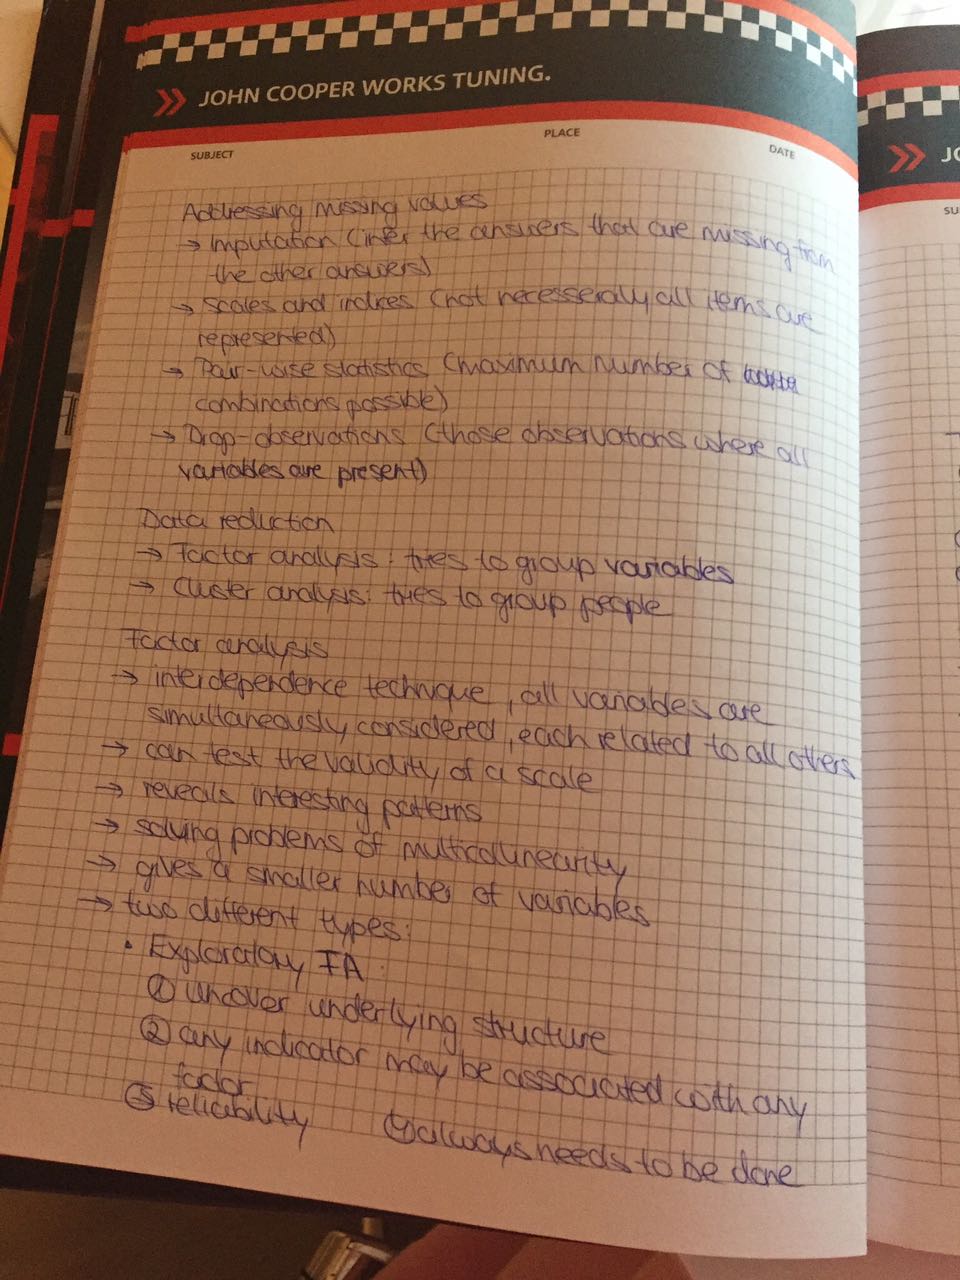 JOHN COOPER WORKS TUNING.
SUBJECT
PLACE
DATE
Addressing missing values
→ Imputation (infer the answers that are missing from
the other answers)
→ Scales and indices (not necesseraily all items are
represented)
→ Pair-wise statistics (maximum number of
combinations possible)
→ Drop-observations (those observations where all
variables are present)
Data reduction
→ Factor analysis: tries to group variables
→ Cluster analysis: tries to group people
Factor analysis
→ interdependence technique, all variables are
simultaneously considered, each related to all others
→ can test the validity of a scale
→ reveals interesting patterns
→ solving problems of multicolinearity
→ gives a smaller number of variables
→ two different types:
• Exploratory FA:
① uncover underlying structure
② any indicator may be associated with any
factor
③ reliability ④ always needs to be done
JO
SU